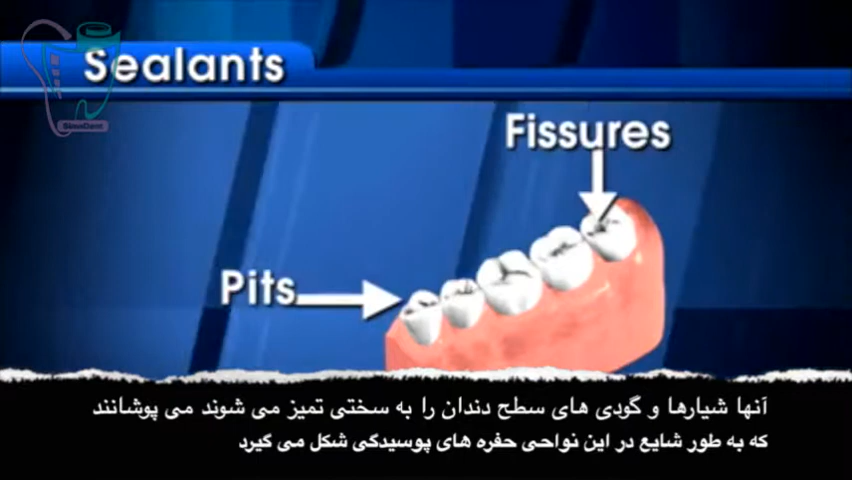 Sealants
SinaDent
Fissures
Pits
آنها شیارها و گودی های سطح دندان را به سختی تمیز می شوند می پوشانند
که به طور شایع در این نواحی حفره های پوسیدگی شکل می گیرد